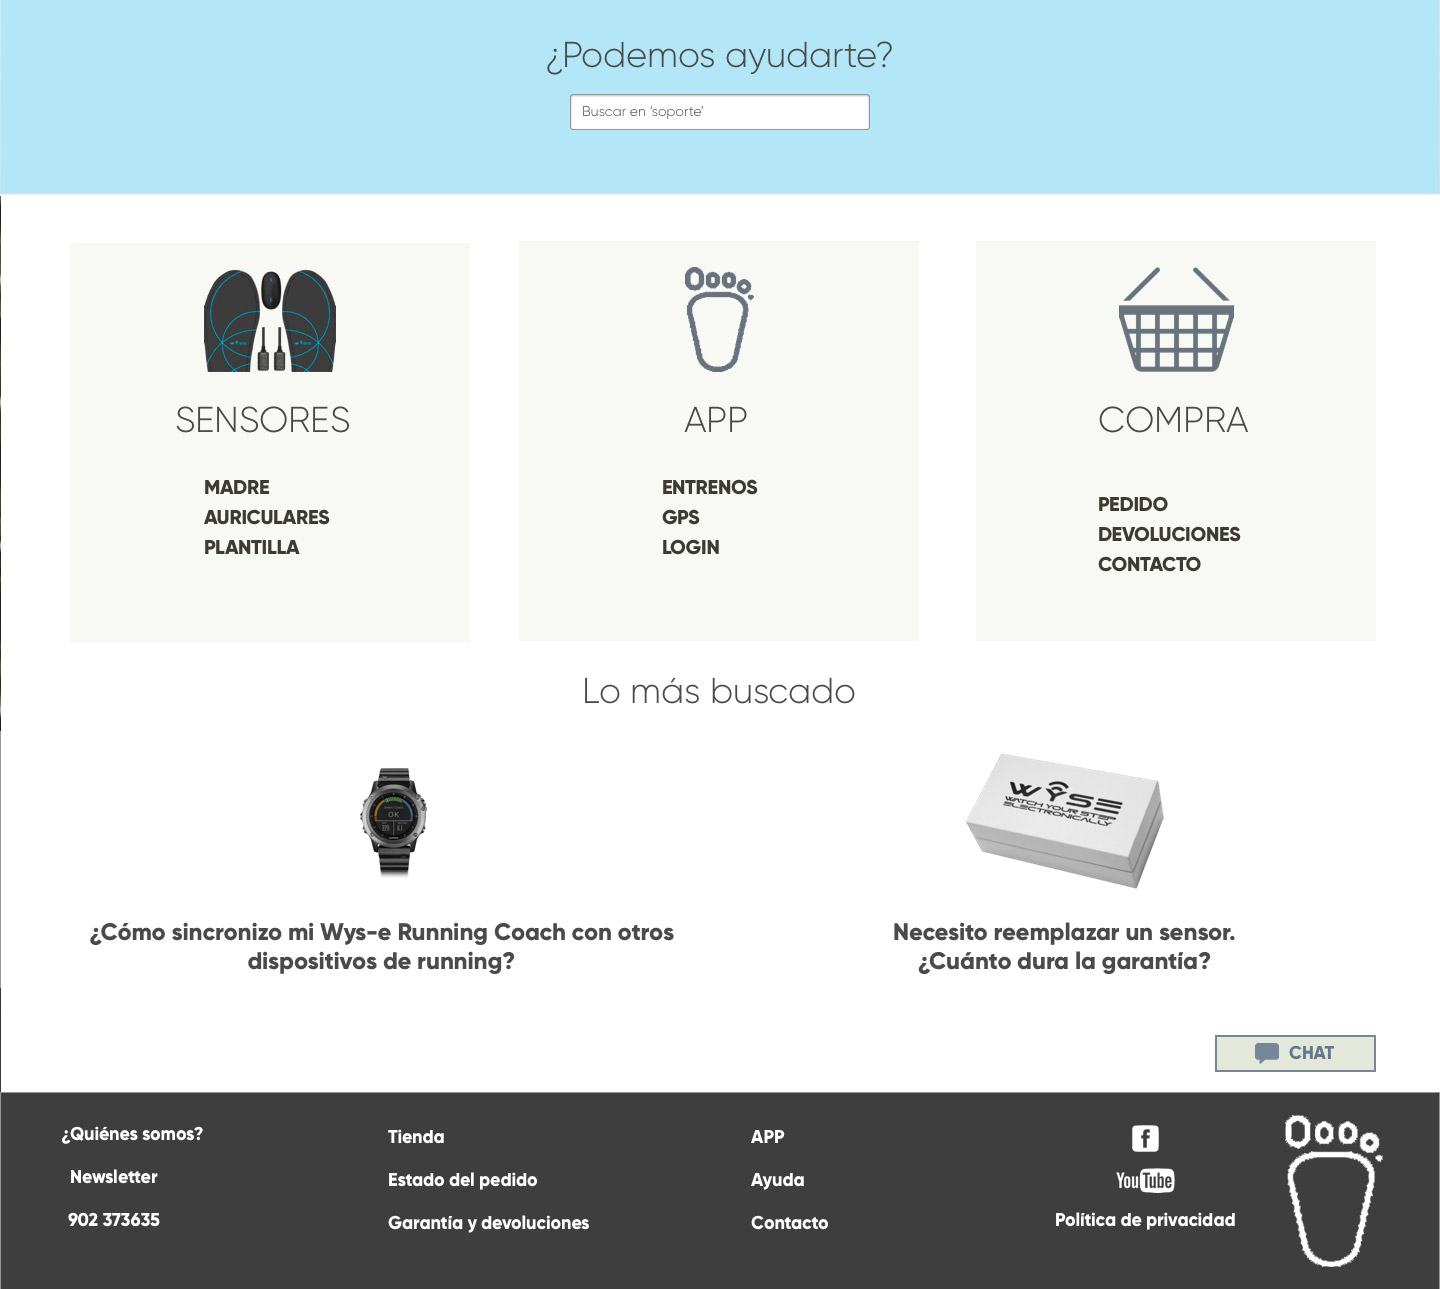 ¿Podemos ayudarte?
Buscar en ‘soporte’
SENSORES
MADRE
AURICULARES
PLANTILLA
APP
ENTRENOS
GPS
LOGIN
COMPRA
PEDIDO
DEVOLUCIONES
CONTACTO
Lo más buscado
OK
WYSE
WATCH YOUR STEP
ELECTRONICALLY
¿Cómo sincronizo mi Wys-e Running Coach con otros
dispositivos de running?
Necesito reemplazar un sensor.
¿Cuánto dura la garantía?
CHAT
¿Quiénes somos?
Newsletter
902 373635
Tienda
Estado del pedido
Garantía y devoluciones
APP
Ayuda
Contacto
f
YouTube
Política de privacidad